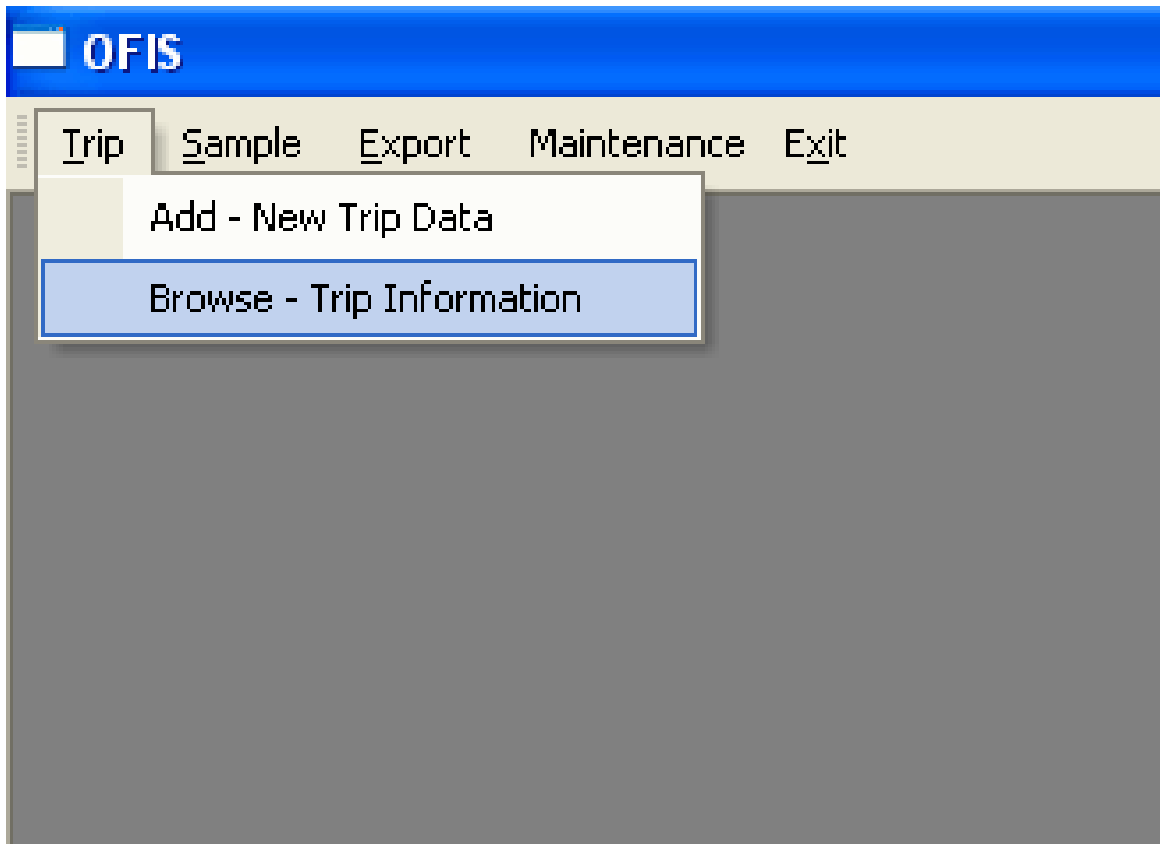 OFIS
Trip Sample Export Maintenance Exit
Add - New Trip Data
Browse - Trip Information